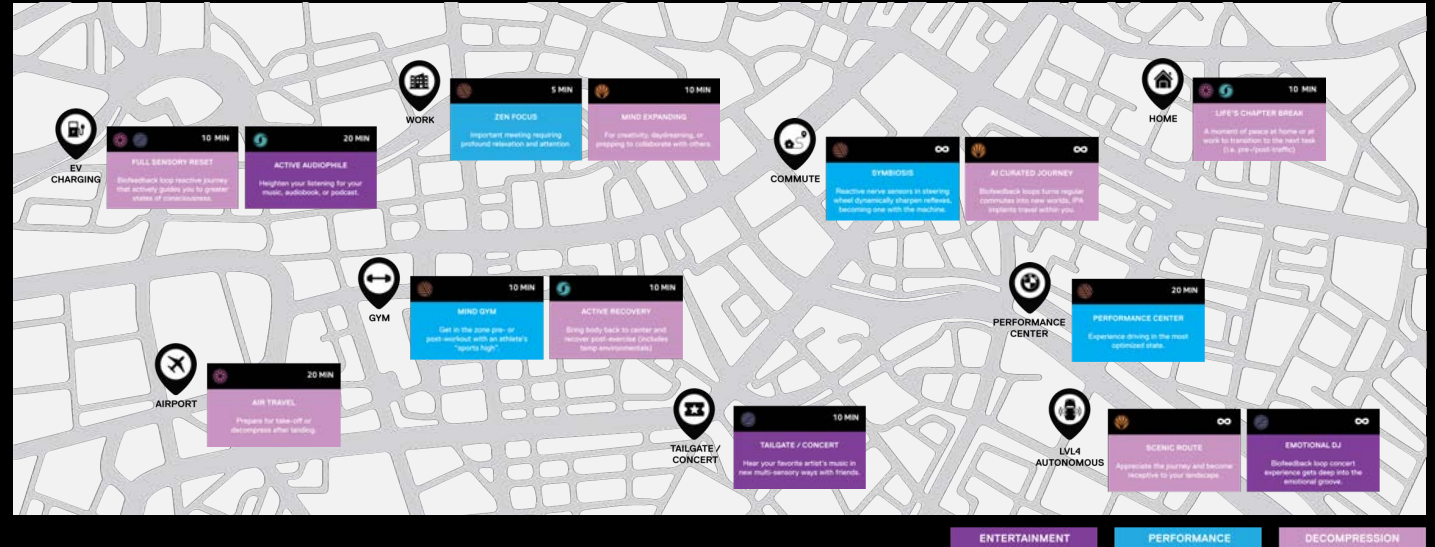 WORK
5 MIN
ZEN FOCUS
Important meeting requiring
profound relaxation and attention
10 MIN
MIND EXPANDING
For creativity, daydreaming, or
prepping to collaborate with others.
HOME
10 MIN
LIFE'S CHAPTER BREAK
A moment of peace at home or at
work to transition to the next task
(i.e. pre-/post-traffic)
EV
CHARGING
10 MIN
FULL SENSORY RESET
Biofeedback loop reactive journey
that actively guides you to greater
states of consciousness.
20 MIN
ACTIVE AUDIOPHILE
Heighten your listening for your
music, audiobook, or podcast.
COMMUTE
∞
SYMBIOSIS
Reactive nerve sensors in steering
wheel dynamically sharpen reflexes,
becoming one with the machine.
∞
AI CURATED JOURNEY
Biofeedback loops turns regular
commutes into new worlds, IPA
implants travel within you.
GYM
10 MIN
MIND GYM
Get in the zone pre- or
post-workout with an athlete's
"sports high".
10 MIN
ACTIVE RECOVERY
Bring body back to center and
recover post-exercise (includes
temp environmentals)
PERFORMANCE
CENTER
20 MIN
PERFORMANCE CENTER
Experience driving in the most
optimized state.
AIRPORT
20 MIN
AIR TRAVEL
Prepare for take-off or
decompress after landing.
TAILGATE /
CONCERT
10 MIN
TAILGATE / CONCERT
Hear your favorite artist's music in
new multi-sensory ways with friends.
LVL4
AUTONOMOUS
∞
SCENIC ROUTE
Appreciate the journey and become
receptive to your landscape.
∞
EMOTIONAL DJ
Biofeedback loop concert
experience gets deep into the
emotional groove.
ENTERTAINMENT
PERFORMANCE
DECOMPRESSION